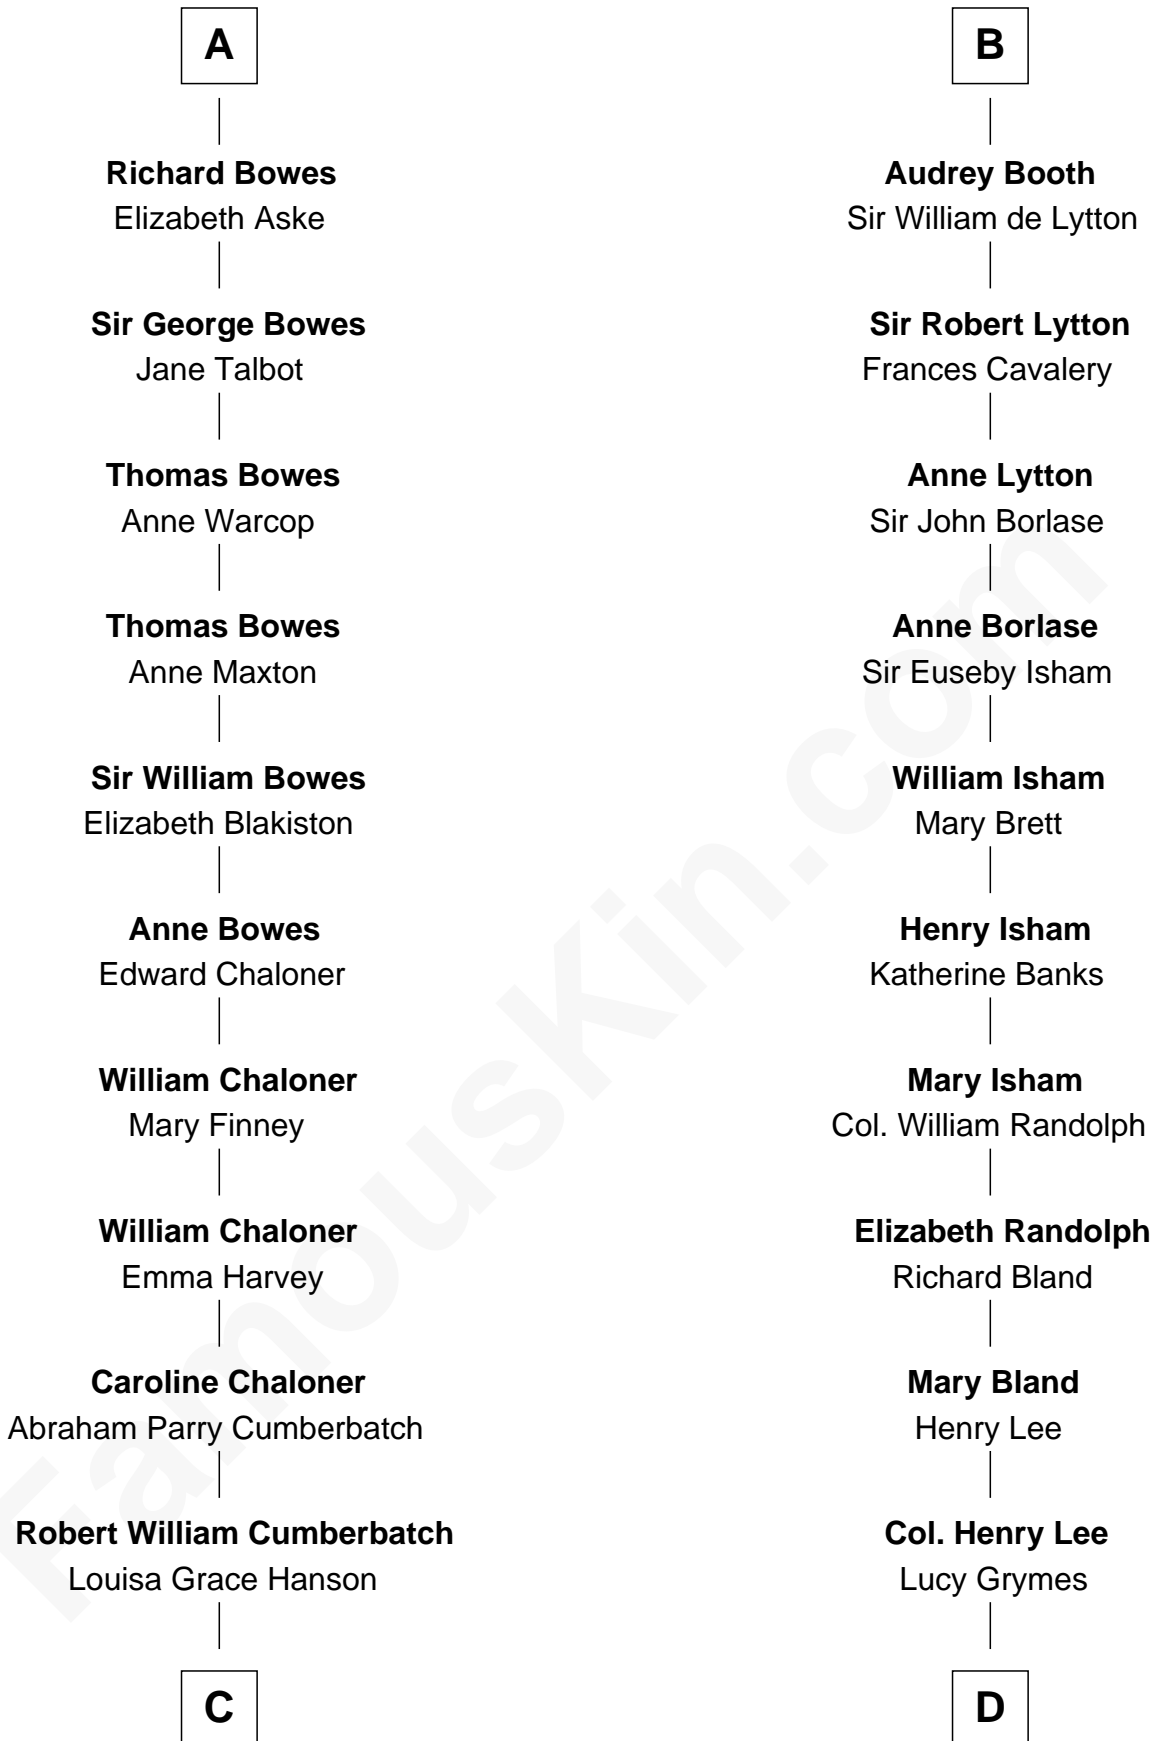 A
Richard Bowes
Elizabeth Aske
Sir George Bowes
Jane Talbot
Thomas Bowes
Anne Warcop
Thomas Bowes
Anne Maxton
Sir William Bowes
Elizabeth Blakiston
Anne Bowes
Edward Chaloner
William Chaloner
Mary Finney
William Chaloner
Emma Harvey
Caroline Chaloner
Abraham Parry Cumberbatch
Robert William Cumberbatch
Louisa Grace Hanson
C
B
Audrey Booth
Sir William de Lytton
Sir Robert Lytton
Frances Cavalery
Anne Lytton
Sir John Borlase
Anne Borlase
Sir Euseby Isham
William Isham
Mary Brett
Henry Isham
Katherine Banks
Mary Isham
Col. William Randolph
Elizabeth Randolph
Richard Bland
Mary Bland
Henry Lee
Col. Henry Lee
Lucy Grymes
D
FamousKin.com